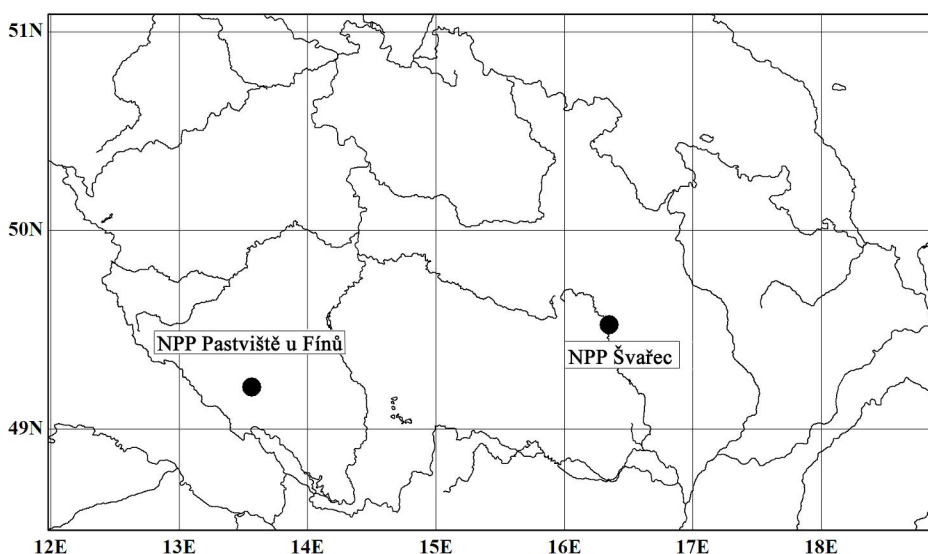 51N
50N
NPP Pastviště u Fínů
NPP Švařec
49N
12E 13E 14E 15E 16E 17E 18E